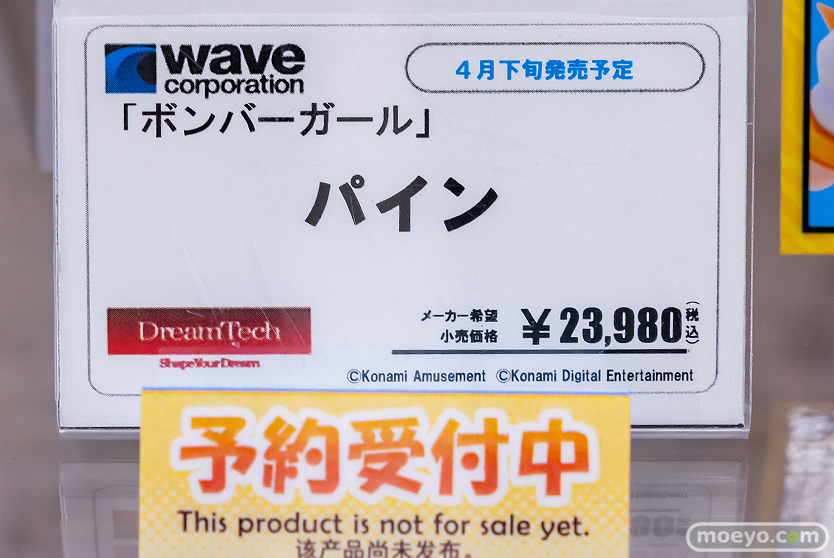 wave
corporation
4月下旬発売予定
「ボンバーガール」
パイン
DreamTech
Shape Your Dream
メーカー希望
小売価格
￥23,980(税込)
©Konami Amusement ©Konami Digital Entertainment
予約受付中
This product is not for sale yet.
该产品尚未发布。
moeyo.com